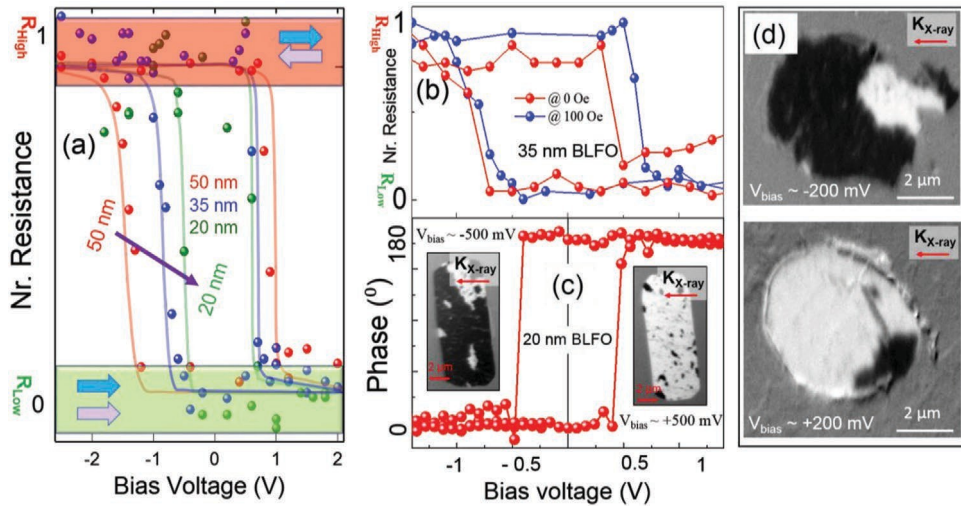 Nr. Resistance
R_High
1
R_Low
0
(a)
50 nm
35 nm
20 nm
50 nm
20 nm
-2
-1
0
1
2
Bias Voltage (V)
Nr. Resistance
R_High
1
R_Low
0
(b)
@ 0 Oe
@ 100 Oe
35 nm BLFO
Phase (⁰)
180
0
V_bias ~ -500 mV
K_X-ray
2 µm
(c)
20 nm BLFO
K_X-ray
2 µm
V_bias ~ +500 mV
-1
-0.5
0
0.5
1
Bias voltage (V)
(d)
K_X-ray
V_bias ~ -200 mV
2 µm
K_X-ray
V_bias ~ +200 mV
2 µm